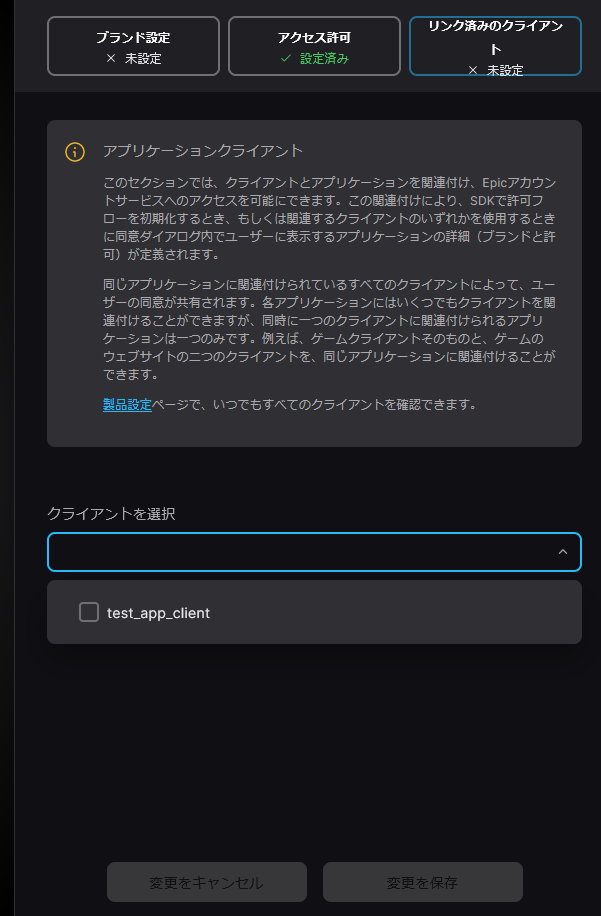 ブランド設定
× 未設定
アクセス許可
✓ 設定済み
リンク済みのクライアン
ト
× 未設定
アプリケーションクライアント
このセクションでは、クライアントとアプリケーションを関連付け、Epicアカウン
トサービスへのアクセスを可能にできます。この関連付けにより、SDKで許可フ
ローを初期化するとき、もしくは関連するクライアントのいずれかを使用するとき
に同意ダイアログ内でユーザーに表示するアプリケーションの詳細（ブランドと許
可）が定義されます。
同じアプリケーションに関連付けられているすべてのクライアントによって、ユー
ザーの同意が共有されます。各アプリケーションにはいくつでもクライアントを関
連付けることができますが、同時に一つのクライアントに関連付けられるアプリ
ケーションは一つのみです。例えば、ゲームクライアントそのものと、ゲームの
ウェブサイトの二つのクライアントを、同じアプリケーションに関連付けることが
できます。
製品設定ページで、いつでもすべてのクライアントを確認できます。
クライアントを選択
test_app_client
変更をキャンセル
変更を保存